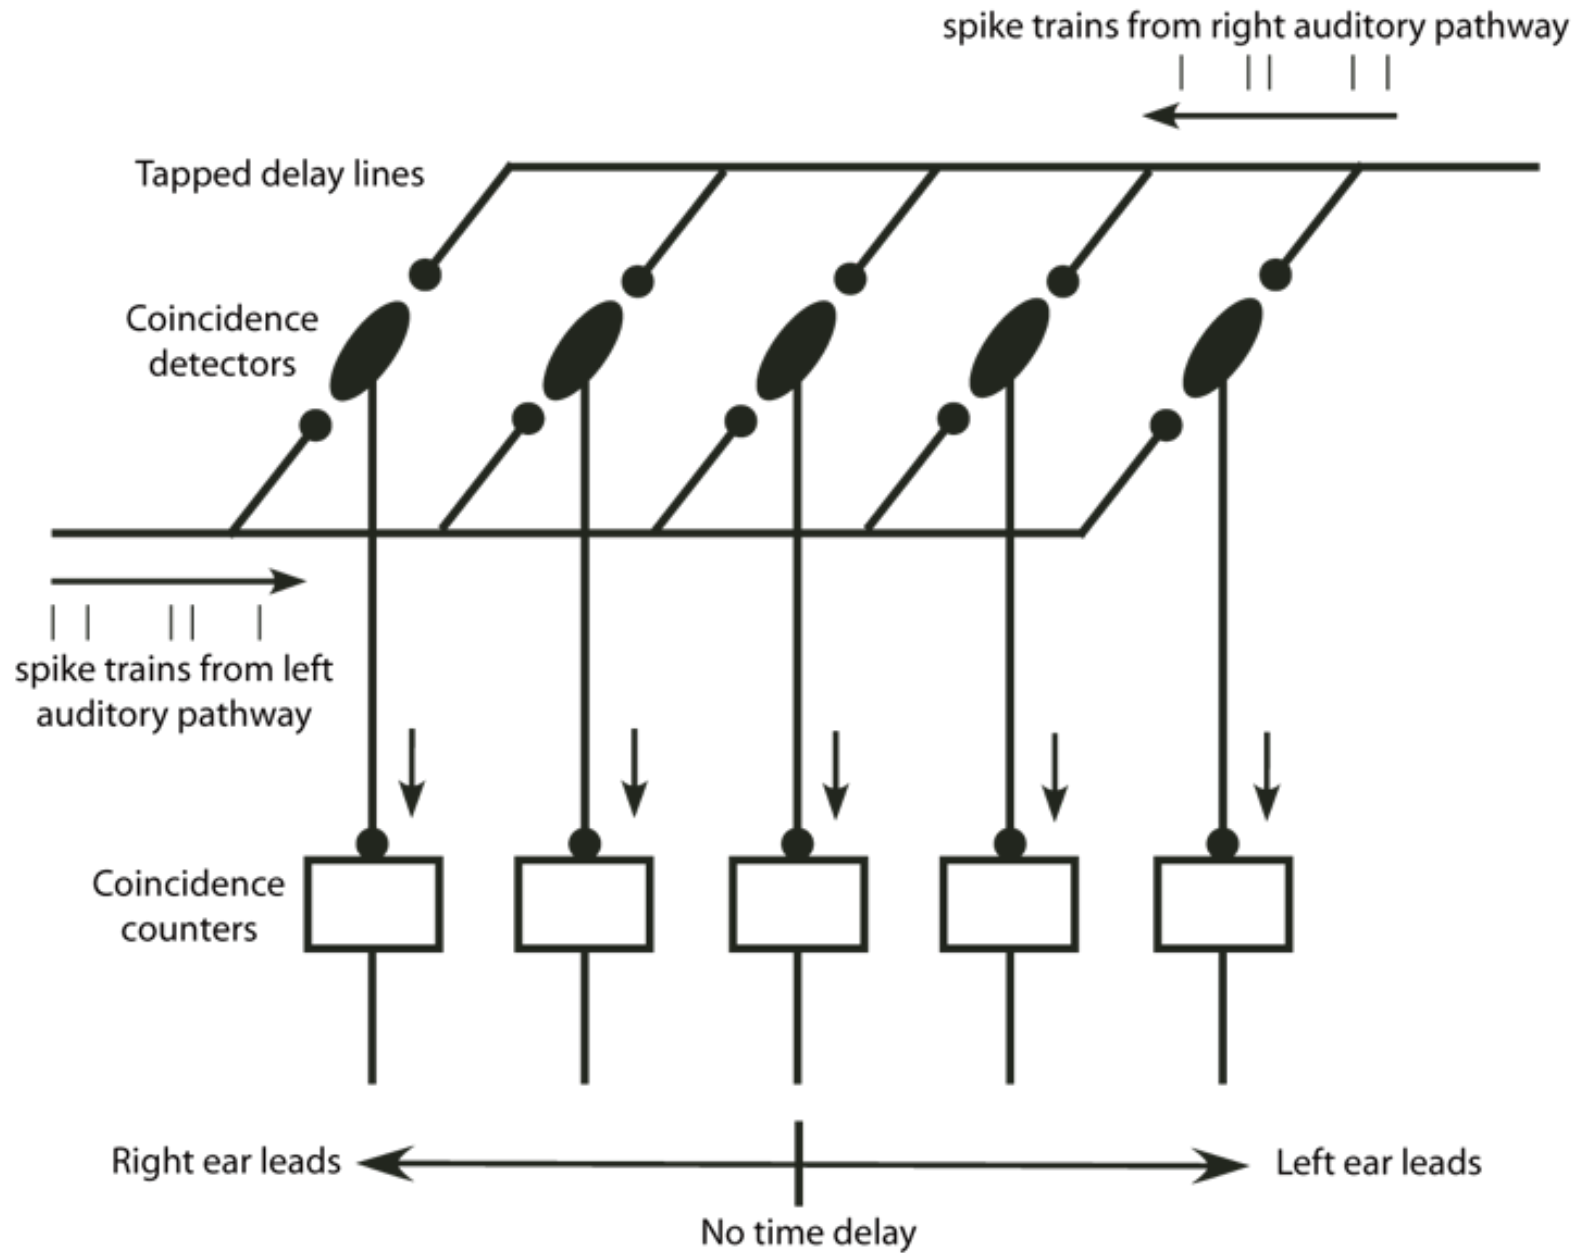 spike trains from right auditory pathway
Tapped delay lines
Coincidence
detectors
spike trains from left
auditory pathway
Coincidence
counters
Right ear leads
Left ear leads
No time delay